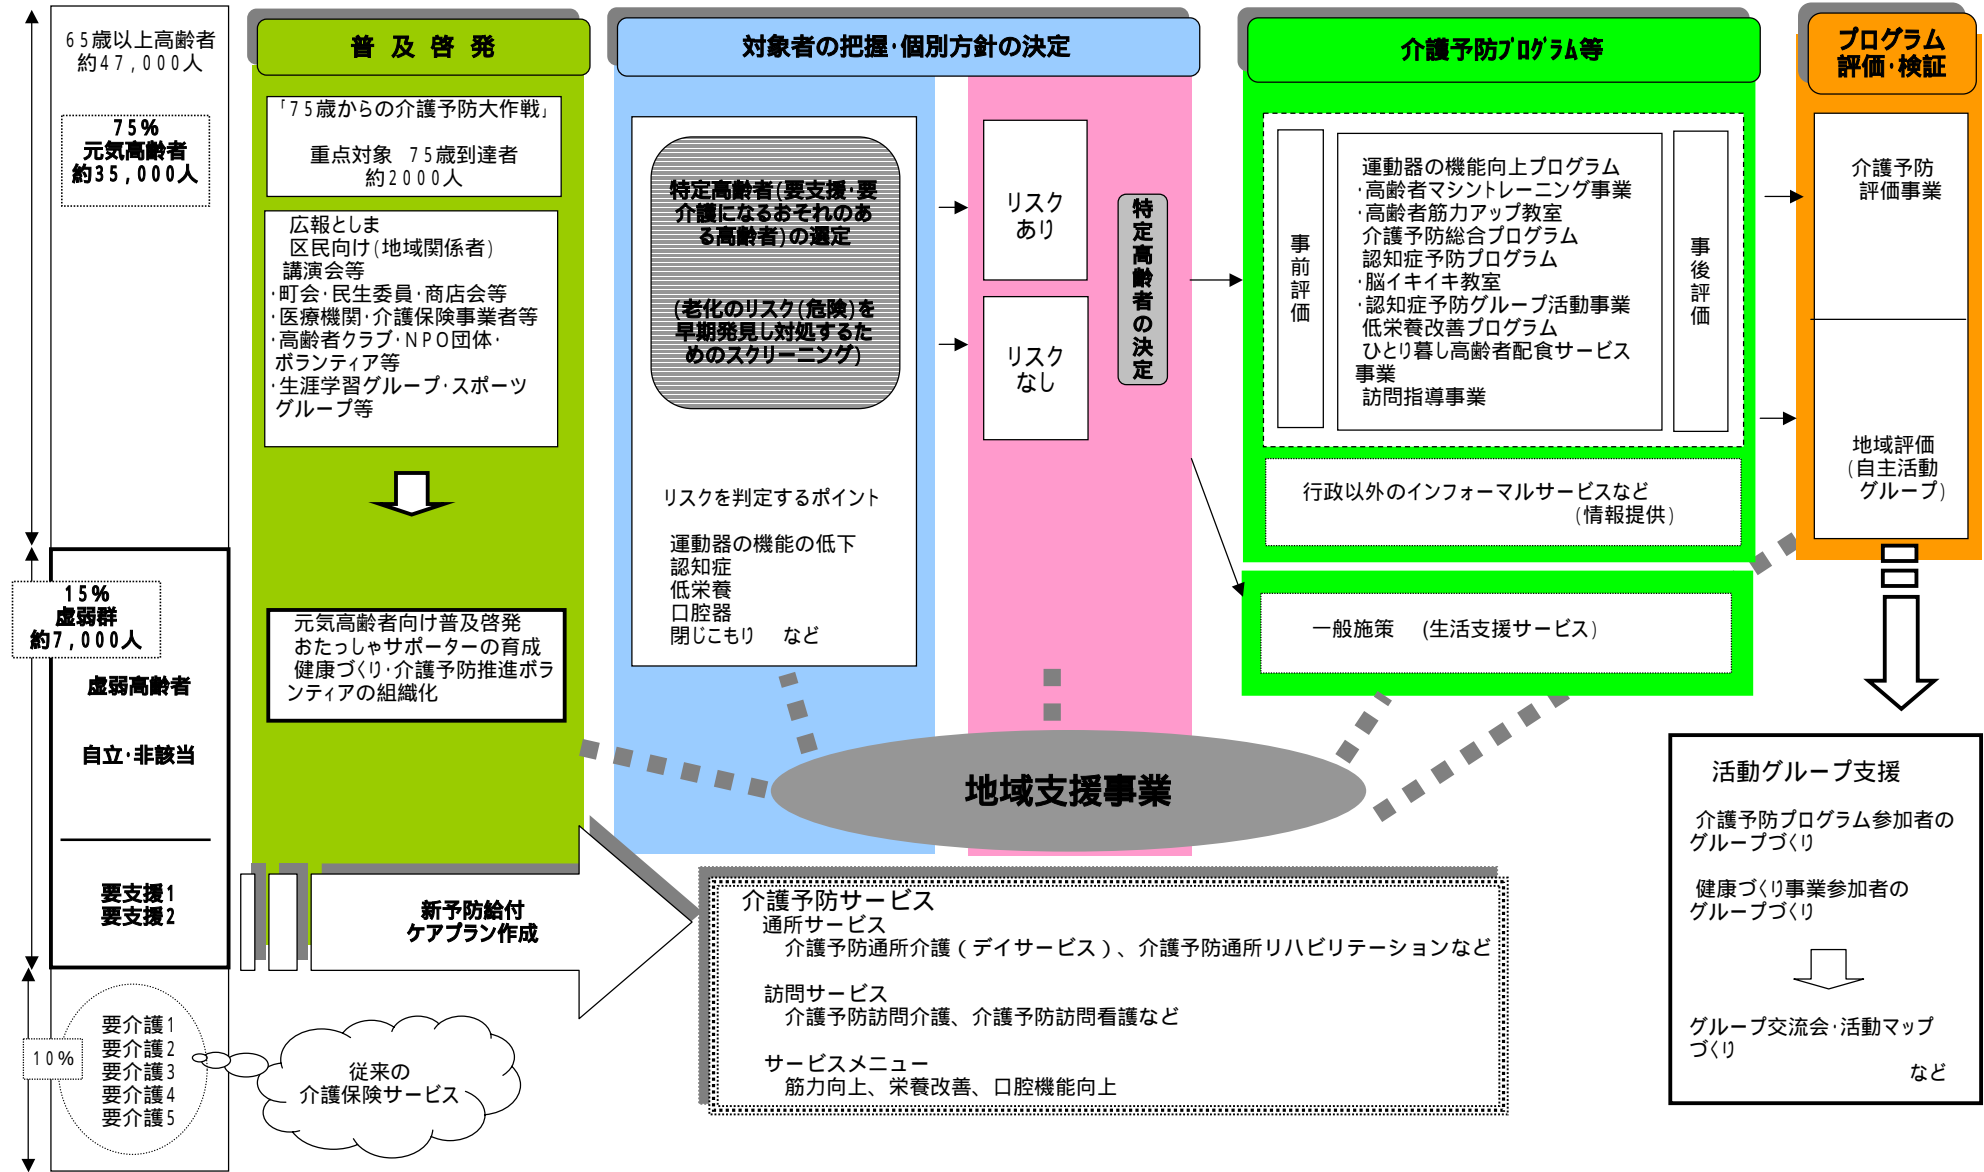 65歳以上高齢者
約47,000人
75%
元気高齢者
約35,000人
15%
虚弱群
約7,000人
虚弱高齢者
自立・非該当
要支援1
要支援2
10%
要介護1
要介護2
要介護3
要介護4
要介護5
従来の
介護保険サービス
普及啓発
「75歳からの介護予防大作戦」
重点対象 75歳到達者
約2000人
広報としま
区民向け(地域関係者)
講演会等
・町会・民生委員・商店会等
・医療機関・介護保険事業者等
・高齢者クラブ・NPO団体・
ボランティア等
・生涯学習グループ・スポーツ
グループ等
元気高齢者向け普及啓発
おたっしゃサポーターの育成
健康づくり・介護予防推進ボラ
ンティアの組織化
新予防給付
ケアプラン作成
対象者の把握・個別方針の決定
特定高齢者(要支援・要
介護になるおそれのあ
る高齢者)の選定
(老化のリスク(危険)を
早期発見し対処するた
めのスクリーニング)
リスクを判定するポイント
運動器の機能の低下
認知症
低栄養
口腔器
閉じこもり など
リスク
あり
リスク
なし
特定高齢者の決定
介護予防プログラム等
事前評価
運動器の機能向上プログラム
・高齢者マシントレーニング事業
・高齢者筋力アップ教室
介護予防総合プログラム
認知症予防プログラム
・脳イキイキ教室
・認知症予防グループ活動事業
低栄養改善プログラム
ひとり暮し高齢者配食サービス
事業
訪問指導事業
事後評価
行政以外のインフォーマルサービスなど
(情報提供)
一般施策 (生活支援サービス)
プログラム
評価・検証
介護予防
評価事業
地域評価
(自主活動
グループ)
地域支援事業
介護予防サービス
通所サービス
介護予防通所介護（デイサービス）、介護予防通所リハビリテーションなど
訪問サービス
介護予防訪問介護、介護予防訪問看護など
サービスメニュー
筋力向上、栄養改善、口腔機能向上
活動グループ支援
介護予防プログラム参加者の
グループづくり
健康づくり事業参加者の
グループづくり
グループ交流会・活動マップ
づくり
など